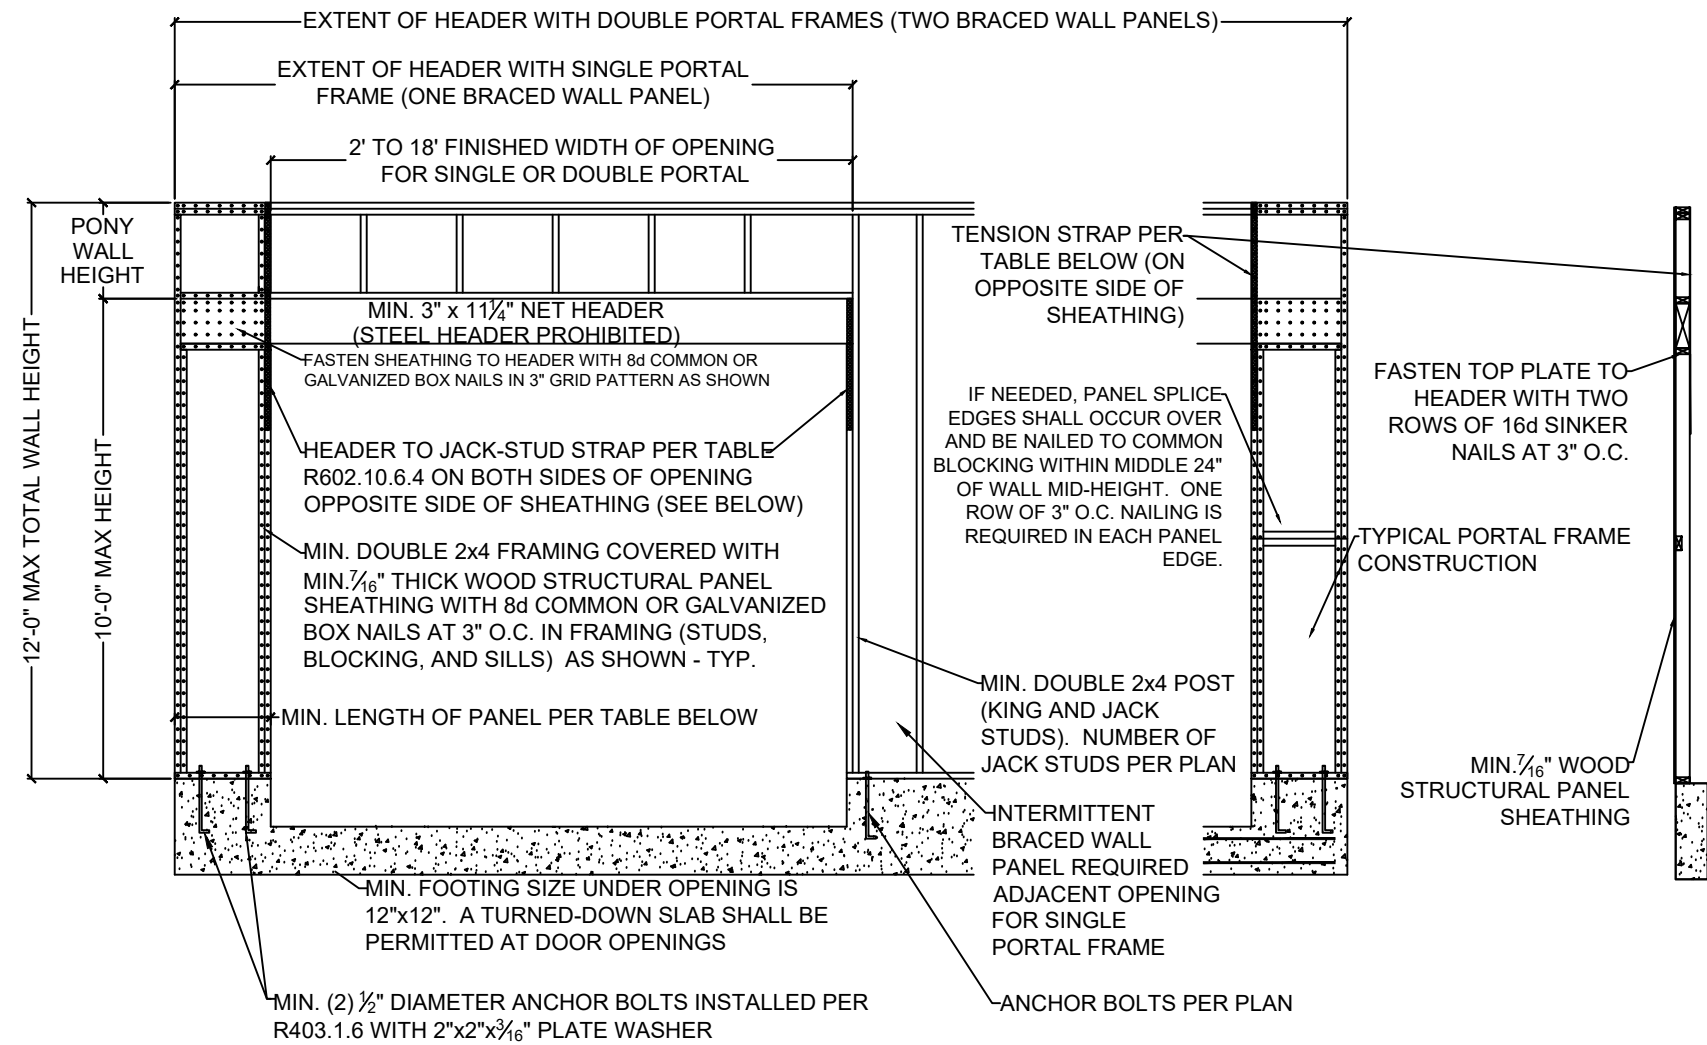 EXTENT OF HEADER WITH DOUBLE PORTAL FRAMES (TWO BRACED WALL PANELS)
EXTENT OF HEADER WITH SINGLE PORTAL
FRAME (ONE BRACED WALL PANEL)
2' TO 18' FINISHED WIDTH OF OPENING
FOR SINGLE OR DOUBLE PORTAL
PONY
WALL
HEIGHT
12'-0" MAX TOTAL WALL HEIGHT
10'-0" MAX HEIGHT
MIN. 3" x 11¼" NET HEADER
(STEEL HEADER PROHIBITED)
FASTEN SHEATHING TO HEADER WITH 8d COMMON OR
GALVANIZED BOX NAILS IN 3" GRID PATTERN AS SHOWN
HEADER TO JACK-STUD STRAP PER TABLE
R602.10.6.4 ON BOTH SIDES OF OPENING
OPPOSITE SIDE OF SHEATHING (SEE BELOW)
MIN. DOUBLE 2x4 FRAMING COVERED WITH
MIN.7⁄16" THICK WOOD STRUCTURAL PANEL
SHEATHING WITH 8d COMMON OR GALVANIZED
BOX NAILS AT 3" O.C. IN FRAMING (STUDS,
BLOCKING, AND SILLS) AS SHOWN - TYP.
MIN. LENGTH OF PANEL PER TABLE BELOW
MIN. FOOTING SIZE UNDER OPENING IS
12"x12". A TURNED-DOWN SLAB SHALL BE
PERMITTED AT DOOR OPENINGS
MIN. (2) ½" DIAMETER ANCHOR BOLTS INSTALLED PER
R403.1.6 WITH 2"x2"x3⁄16" PLATE WASHER
TENSION STRAP PER
TABLE BELOW (ON
OPPOSITE SIDE OF
SHEATHING)
IF NEEDED, PANEL SPLICE
EDGES SHALL OCCUR OVER
AND BE NAILED TO COMMON
BLOCKING WITHIN MIDDLE 24"
OF WALL MID-HEIGHT. ONE
ROW OF 3" O.C. NAILING IS
REQUIRED IN EACH PANEL
EDGE.
MIN. DOUBLE 2x4 POST
(KING AND JACK
STUDS). NUMBER OF
JACK STUDS PER PLAN
INTERMITTENT
BRACED WALL
PANEL REQUIRED
ADJACENT OPENING
FOR SINGLE
PORTAL FRAME
ANCHOR BOLTS PER PLAN
FASTEN TOP PLATE TO
HEADER WITH TWO
ROWS OF 16d SINKER
NAILS AT 3" O.C.
TYPICAL PORTAL FRAME
CONSTRUCTION
MIN.7⁄16" WOOD
STRUCTURAL PANEL
SHEATHING